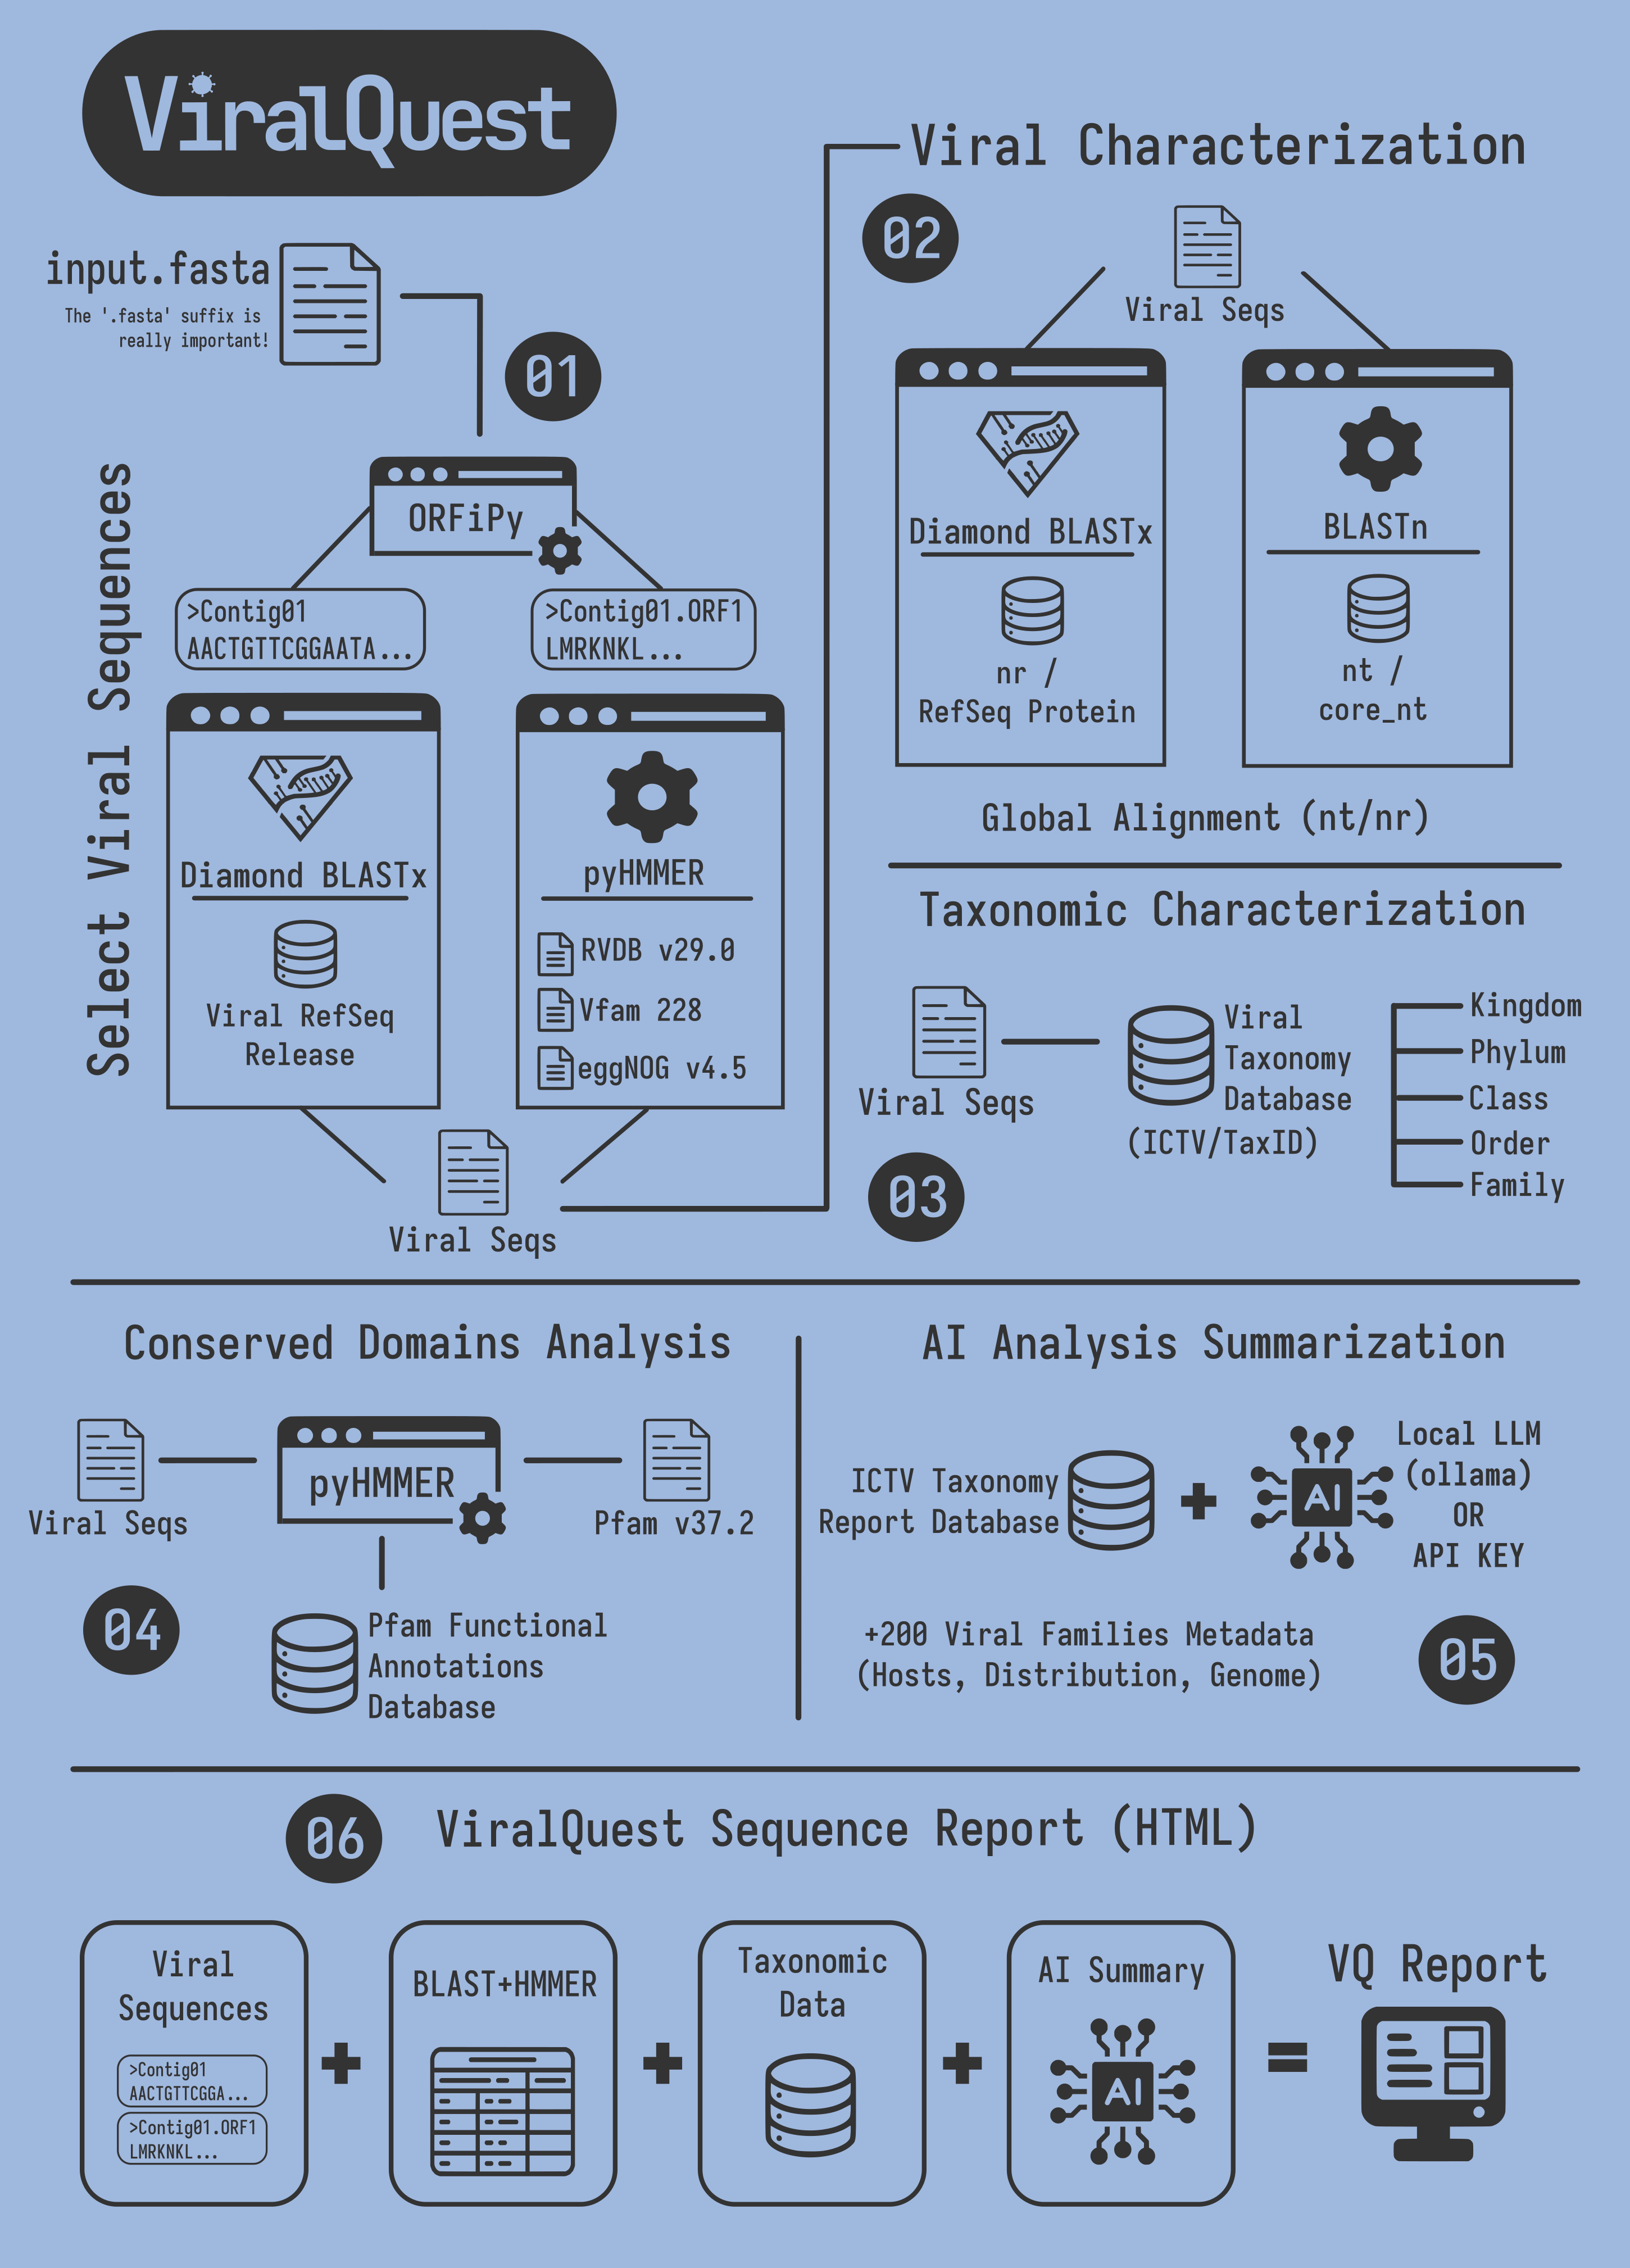 ViralQuest
input.fasta
The '.fasta' suffix is
really important!
01
Select Viral Sequences
ORFiPy
>Contig01
AACTGTTCGGAATA...
>Contig01.ORF1
LMRKNKL...
Diamond BLASTx
Viral RefSeq
Release
pyHMMER
RVDB v29.0
Vfam 228
eggNOG v4.5
Viral Seqs
Viral Characterization
02
Viral Seqs
Diamond BLASTx
nr /
RefSeq Protein
BLASTn
nt /
core_nt
Global Alignment (nt/nr)
Taxonomic Characterization
Viral Seqs
Viral
Taxonomy
Database
(ICTV/TaxID)
Kingdom
Phylum
Class
Order
Family
03
Conserved Domains Analysis
Viral Seqs
pyHMMER
Pfam v37.2
04
Pfam Functional
Annotations
Database
AI Analysis Summarization
ICTV Taxonomy
Report Database
AI
Local LLM
(ollama)
OR
API KEY
+200 Viral Families Metadata
(Hosts, Distribution, Genome)
05
06
ViralQuest Sequence Report (HTML)
Viral
Sequences
>Contig01
AACTGTTCGGA...
>Contig01.ORF1
LMRKNKL...
+
BLAST+HMMER
+
Taxonomic
Data
+
AI Summary
AI
=
VQ Report